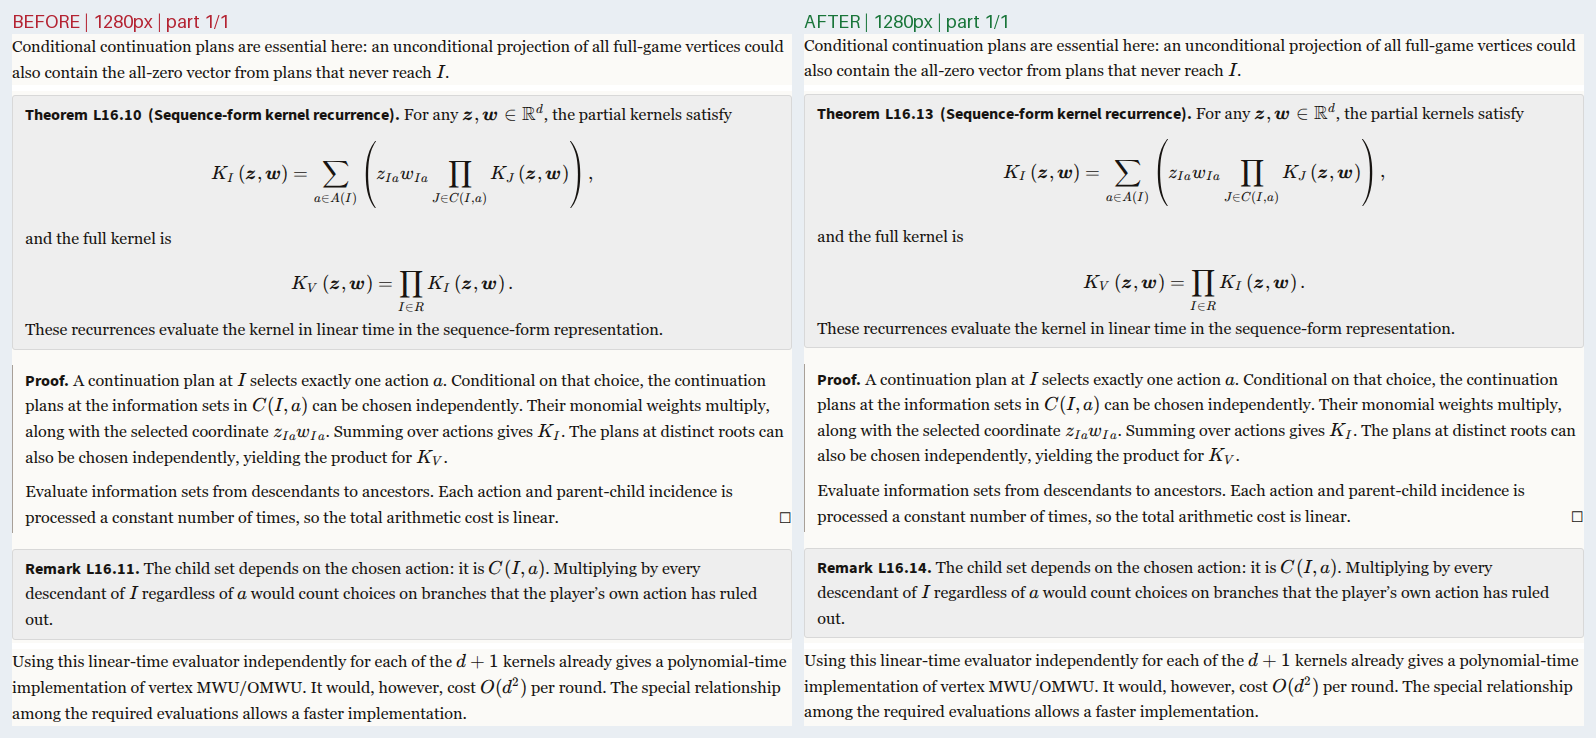 BEFORE | 1280px | part 1/1
Conditional continuation plans are essential here: an unconditional projection of all full-game vertices could
also contain the all-zero vector from plans that never reach I.
Theorem L16.10 (Sequence-form kernel recurrence). For any z, w ∈ ℝ^d, the partial kernels satisfy
K_I (z, w) = ∑_{a∈A(I)} ( z_{Ia} w_{Ia} ∏_{J∈C(I,a)} K_J (z, w) ) ,
and the full kernel is
K_V (z, w) = ∏_{I∈R} K_I (z, w) .
These recurrences evaluate the kernel in linear time in the sequence-form representation.
Proof. A continuation plan at I selects exactly one action a. Conditional on that choice, the continuation
plans at the information sets in C(I, a) can be chosen independently. Their monomial weights multiply,
along with the selected coordinate z_{Ia} w_{Ia}. Summing over actions gives K_I. The plans at distinct roots can
also be chosen independently, yielding the product for K_V.
Evaluate information sets from descendants to ancestors. Each action and parent-child incidence is
processed a constant number of times, so the total arithmetic cost is linear. □
Remark L16.11. The child set depends on the chosen action: it is C(I, a). Multiplying by every
descendant of I regardless of a would count choices on branches that the player's own action has ruled
out.
Using this linear-time evaluator independently for each of the d + 1 kernels already gives a polynomial-time
implementation of vertex MWU/OMWU. It would, however, cost O(d²) per round. The special relationship
among the required evaluations allows a faster implementation.
AFTER | 1280px | part 1/1
Conditional continuation plans are essential here: an unconditional projection of all full-game vertices could
also contain the all-zero vector from plans that never reach I.
Theorem L16.13 (Sequence-form kernel recurrence). For any z, w ∈ ℝ^d, the partial kernels satisfy
K_I (z, w) = ∑_{a∈A(I)} ( z_{Ia} w_{Ia} ∏_{J∈C(I,a)} K_J (z, w) ) ,
and the full kernel is
K_V (z, w) = ∏_{I∈R} K_I (z, w) .
These recurrences evaluate the kernel in linear time in the sequence-form representation.
Proof. A continuation plan at I selects exactly one action a. Conditional on that choice, the continuation
plans at the information sets in C(I, a) can be chosen independently. Their monomial weights multiply,
along with the selected coordinate z_{Ia} w_{Ia}. Summing over actions gives K_I. The plans at distinct roots can
also be chosen independently, yielding the product for K_V.
Evaluate information sets from descendants to ancestors. Each action and parent-child incidence is
processed a constant number of times, so the total arithmetic cost is linear. □
Remark L16.14. The child set depends on the chosen action: it is C(I, a). Multiplying by every
descendant of I regardless of a would count choices on branches that the player's own action has ruled
out.
Using this linear-time evaluator independently for each of the d + 1 kernels already gives a polynomial-time
implementation of vertex MWU/OMWU. It would, however, cost O(d²) per round. The special relationship
among the required evaluations allows a faster implementation.